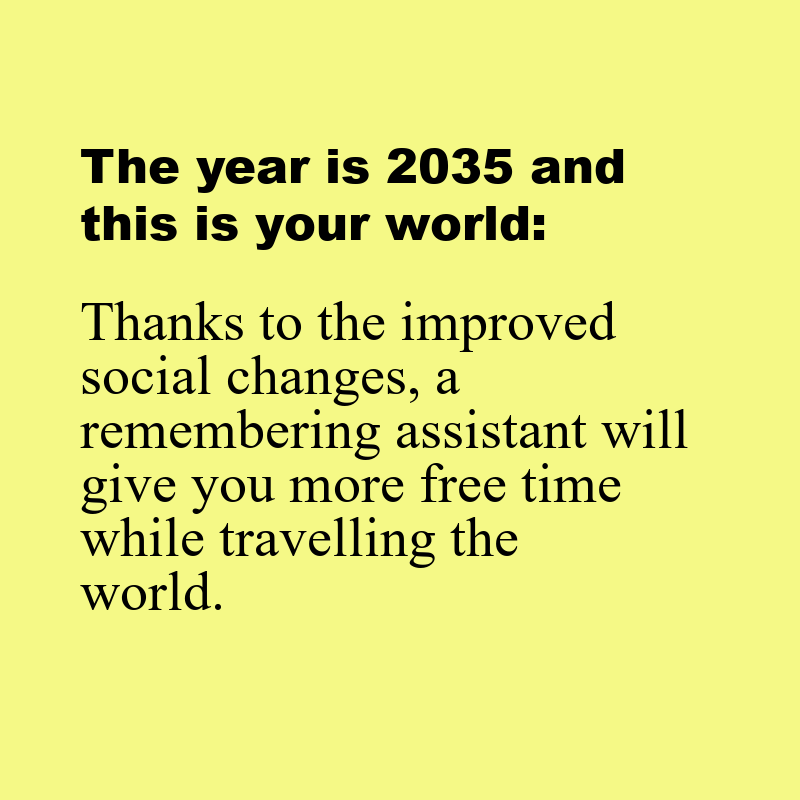 The year is 2035 and
this is your world:
Thanks to the improved
social changes, a
remembering assistant will
give you more free time
while travelling the
world.